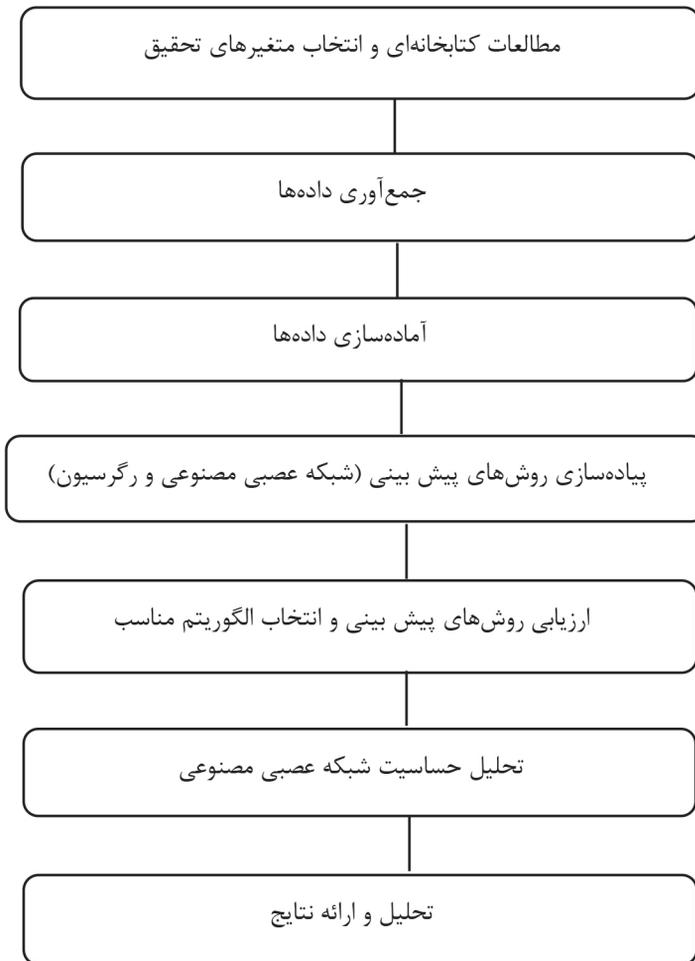 مطالعات کتابخانه‌ای و انتخاب متغیرهای تحقیق
جمع‌آوری داده‌ها
آماده‌سازی داده‌ها
پیاده‌سازی روش‌های پیش بینی (شبکه عصبی مصنوعی و رگرسیون)
ارزیابی روش‌های پیش بینی و انتخاب الگوریتم مناسب
تحلیل حساسیت شبکه عصبی مصنوعی
تحلیل و ارائه نتایج